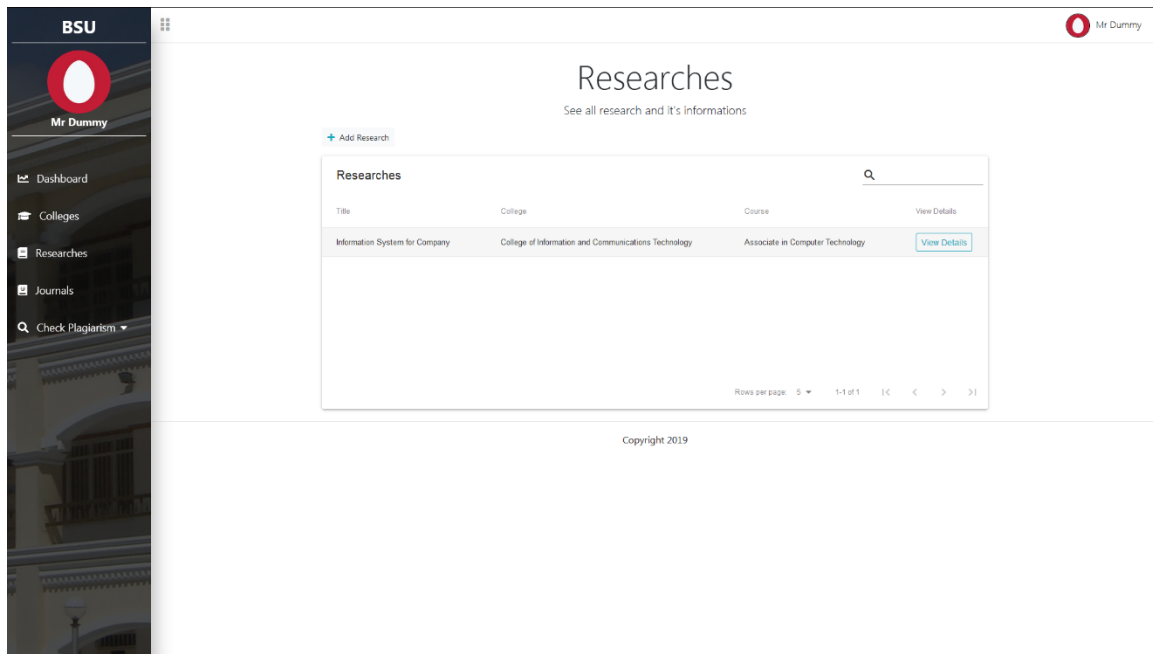 BSU
Mr Dummy
Mr Dummy
Dashboard
Colleges
Researches
Journals
Check Plagiarism
Researches
See all research and it's informations
+ Add Research
Researches
Title College Course View Details
Information System for Company College of Information and Communications Technology Associate in Computer Technology View Details
Rows per page: 5 1-1 of 1
Copyright 2019